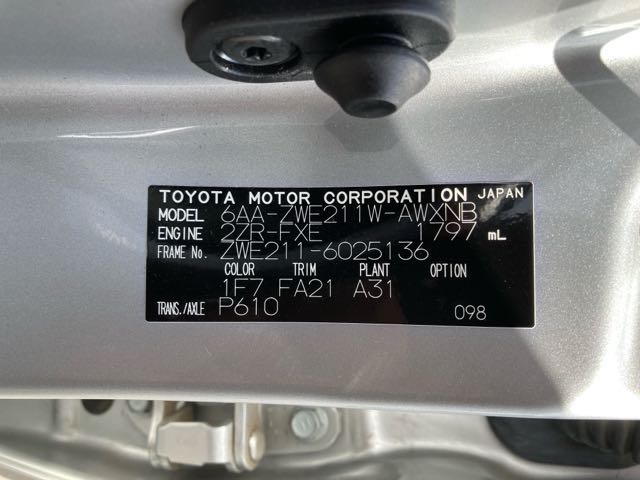 TOYOTA MOTOR CORPORATION JAPAN
MODEL 6AA-ZWE211W-AWXNB
ENGINE 2ZR-FXE 1797 mL
FRAME No. ZWE211-6025136
COLOR TRIM PLANT OPTION
1F7 FA21 A31
TRANS./AXLE P610 098